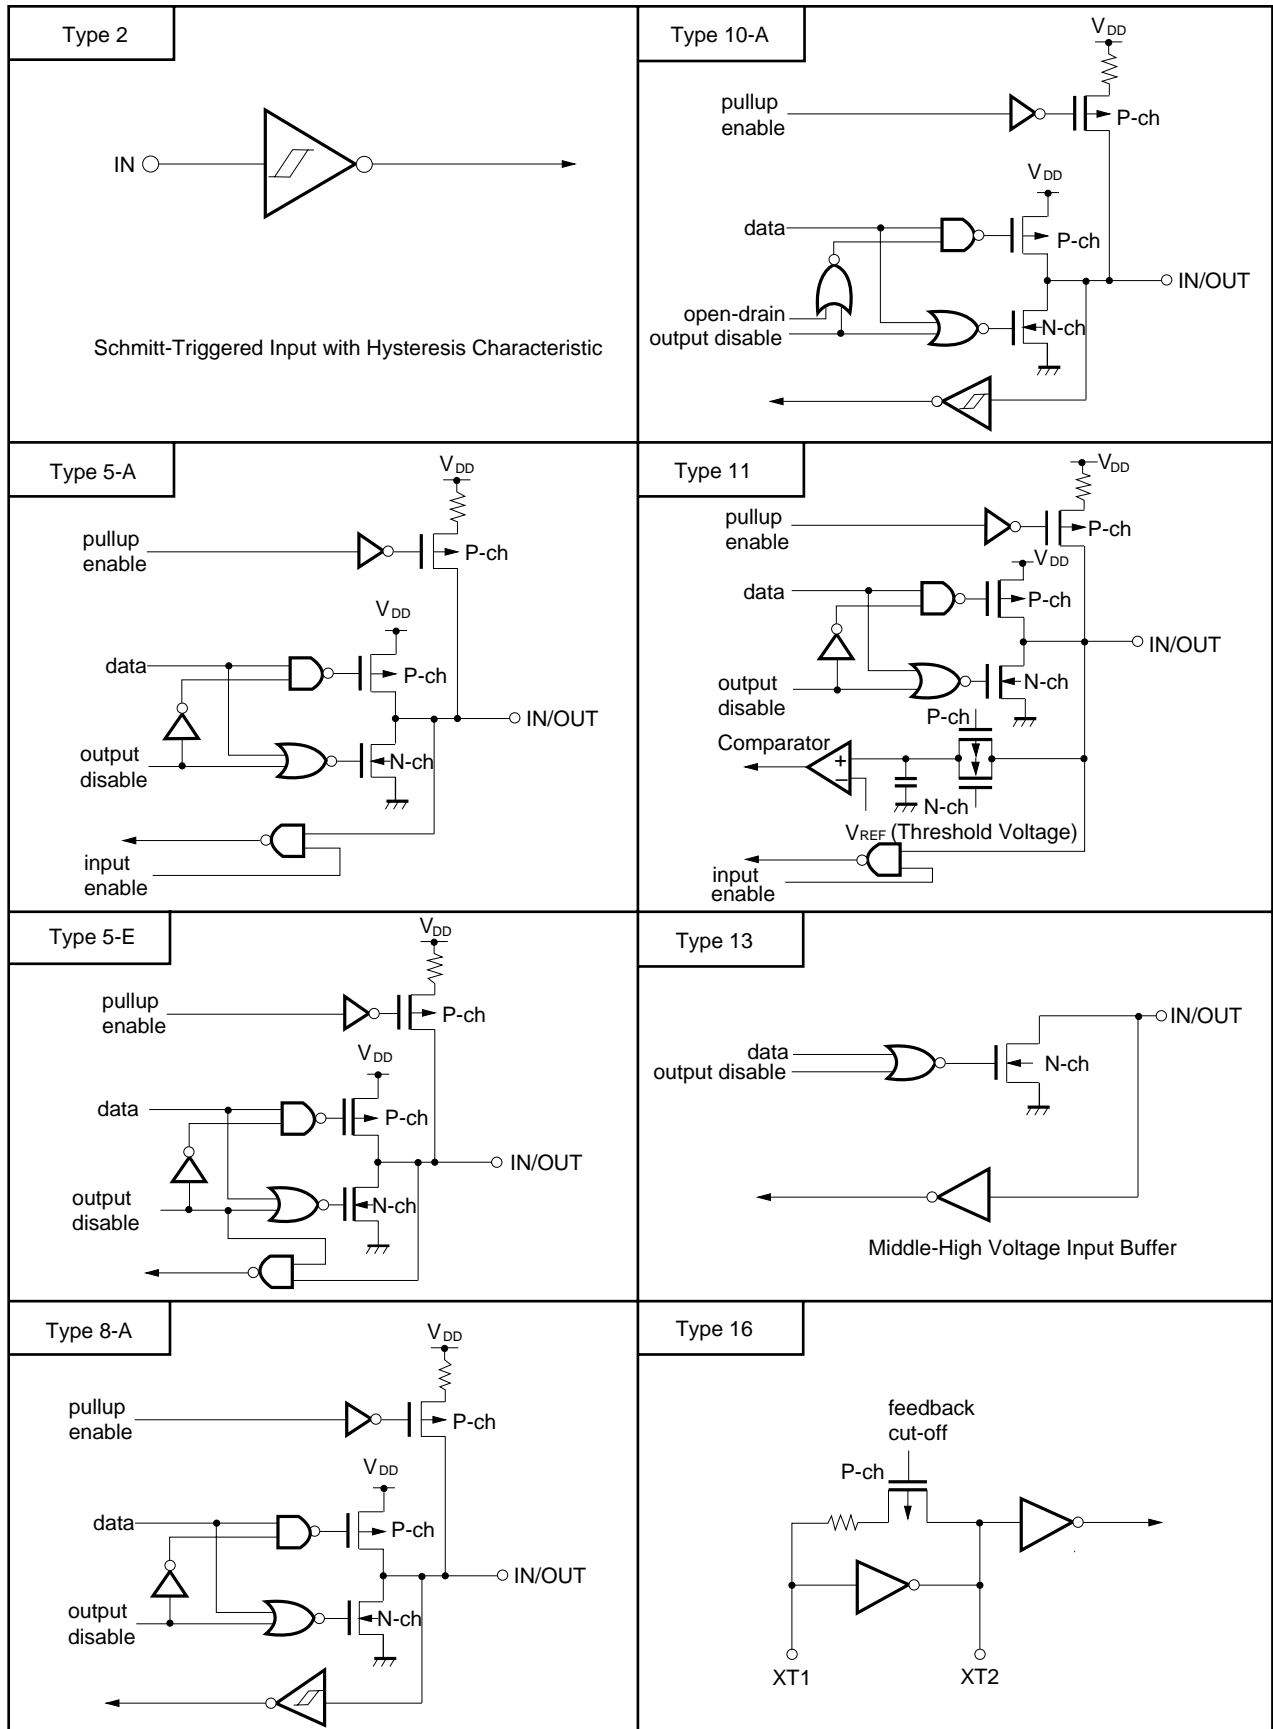 Type 2
IN
Schmitt-Triggered Input with Hysteresis Characteristic
Type 10-A
VDD
pullup
enable
P-ch
VDD
data
P-ch
IN/OUT
open-drain
output disable
N-ch
Type 5-A
VDD
pullup
enable
P-ch
VDD
data
P-ch
IN/OUT
output
disable
N-ch
input
enable
Type 11
VDD
pullup
enable
P-ch
VDD
data
P-ch
IN/OUT
output
disable
N-ch
P-ch
Comparator
+
−
N-ch
VREF (Threshold Voltage)
input
enable
Type 5-E
VDD
pullup
enable
P-ch
VDD
data
P-ch
IN/OUT
output
disable
N-ch
Type 13
IN/OUT
data
output disable
N-ch
Middle-High Voltage Input Buffer
Type 8-A
VDD
pullup
enable
P-ch
VDD
data
P-ch
IN/OUT
output
disable
N-ch
Type 16
feedback
cut-off
P-ch
XT1
XT2